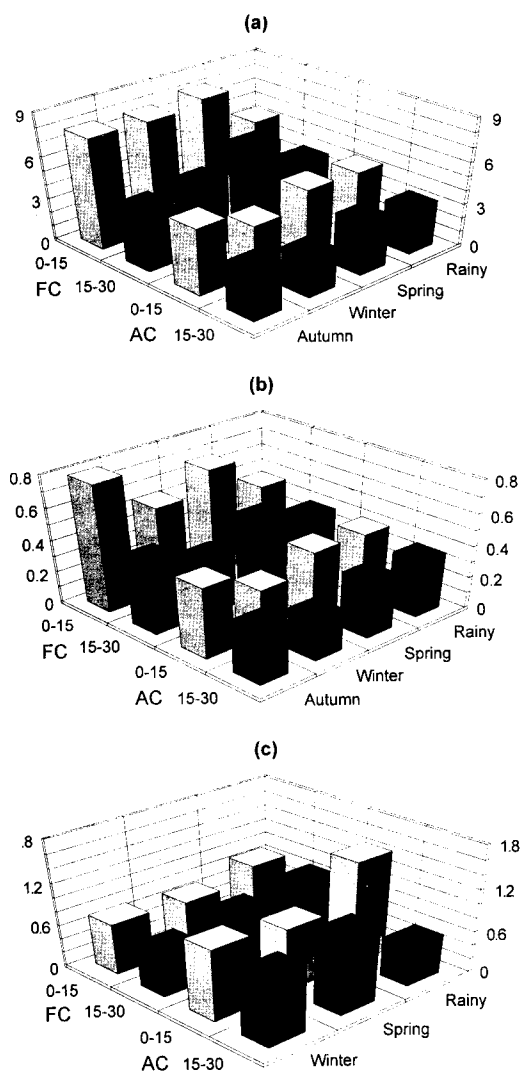 (a)
9 9
6 6
3 3
0 0
0-15 Rainy
FC 15-30 Spring
0-15 Winter
AC 15-30 Autumn
(b)
0.8 0.8
0.6 0.6
0.4 0.4
0.2 0.2
0 0
0-15 Rainy
FC 15-30 Spring
0-15 Winter
AC 15-30 Autumn
(c)
.8 1.8
1.2 1.2
0.6 0.6
0 0
0-15 Rainy
FC 15-30
0-15 Spring
AC 15-30 Winter